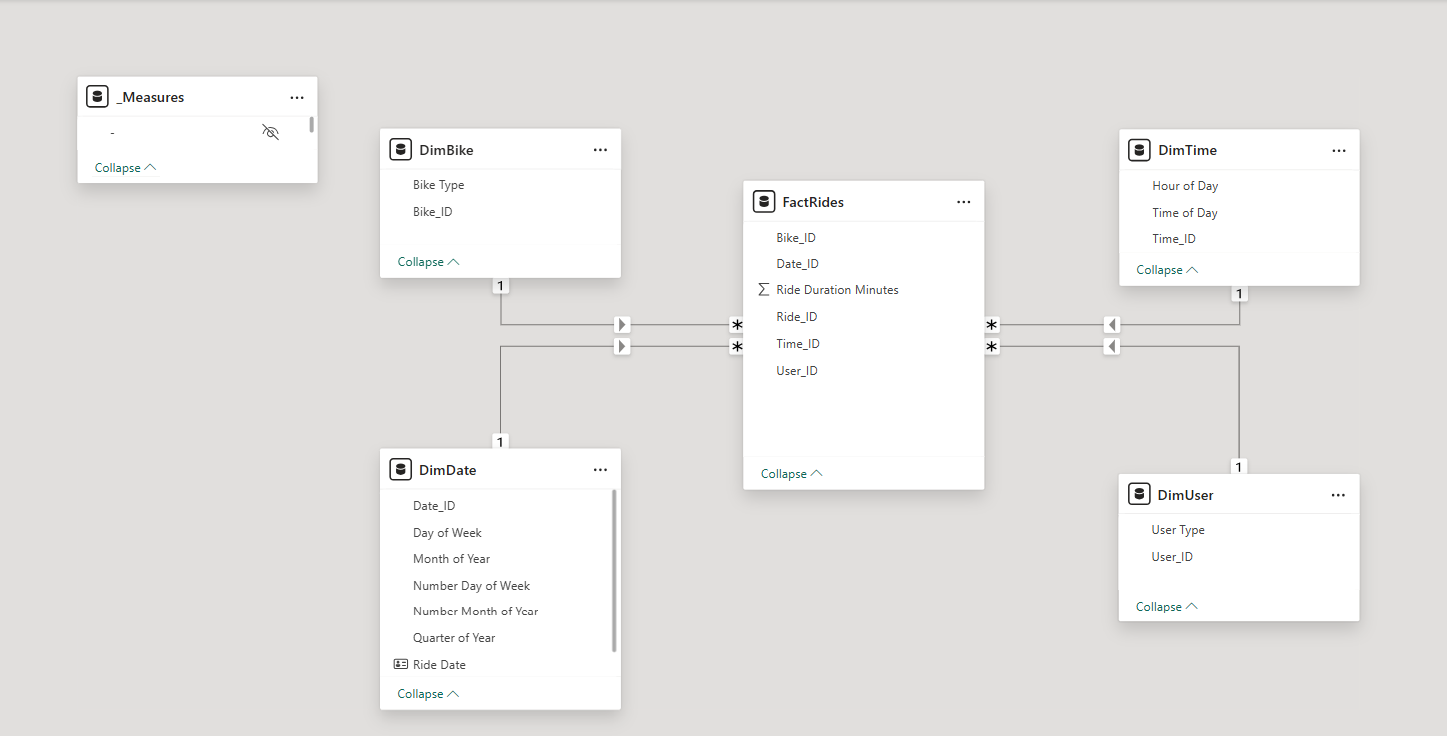 _Measures
-
Collapse
DimBike
Bike Type
Bike_ID
Collapse
1
*
DimDate
1
*
Date_ID
Day of Week
Month of Year
Number Day of Week
Number Month of Year
Quarter of Year
Ride Date
Collapse
FactRides
Bike_ID
Date_ID
Ride Duration Minutes
Ride_ID
Time_ID
User_ID
Collapse
DimTime
Hour of Day
Time of Day
Time_ID
Collapse
1
*
DimUser
1
*
User Type
User_ID
Collapse